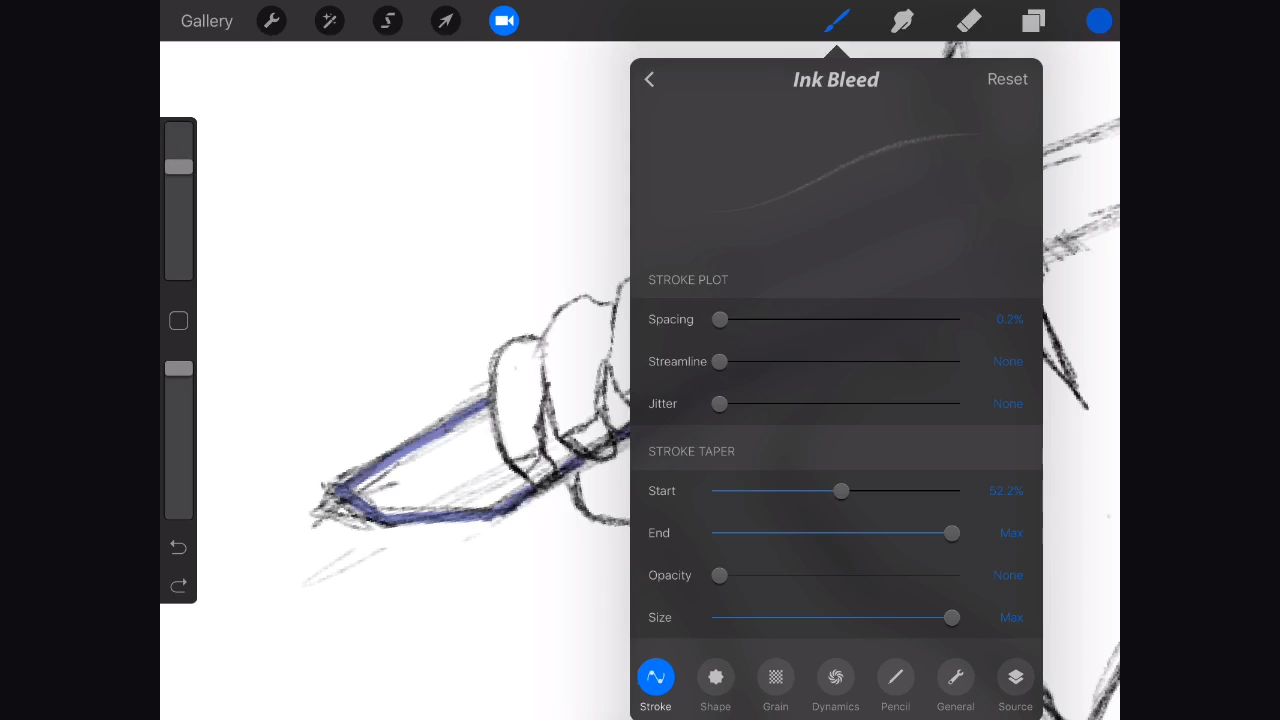 Gallery
Ink Bleed
Reset
STROKE PLOT
Spacing 0.2%
Streamline None
Jitter None
STROKE TAPER
Start 52.2%
End Max
Opacity None
Size Max
Stroke Shape Grain Dynamics Pencil General Source